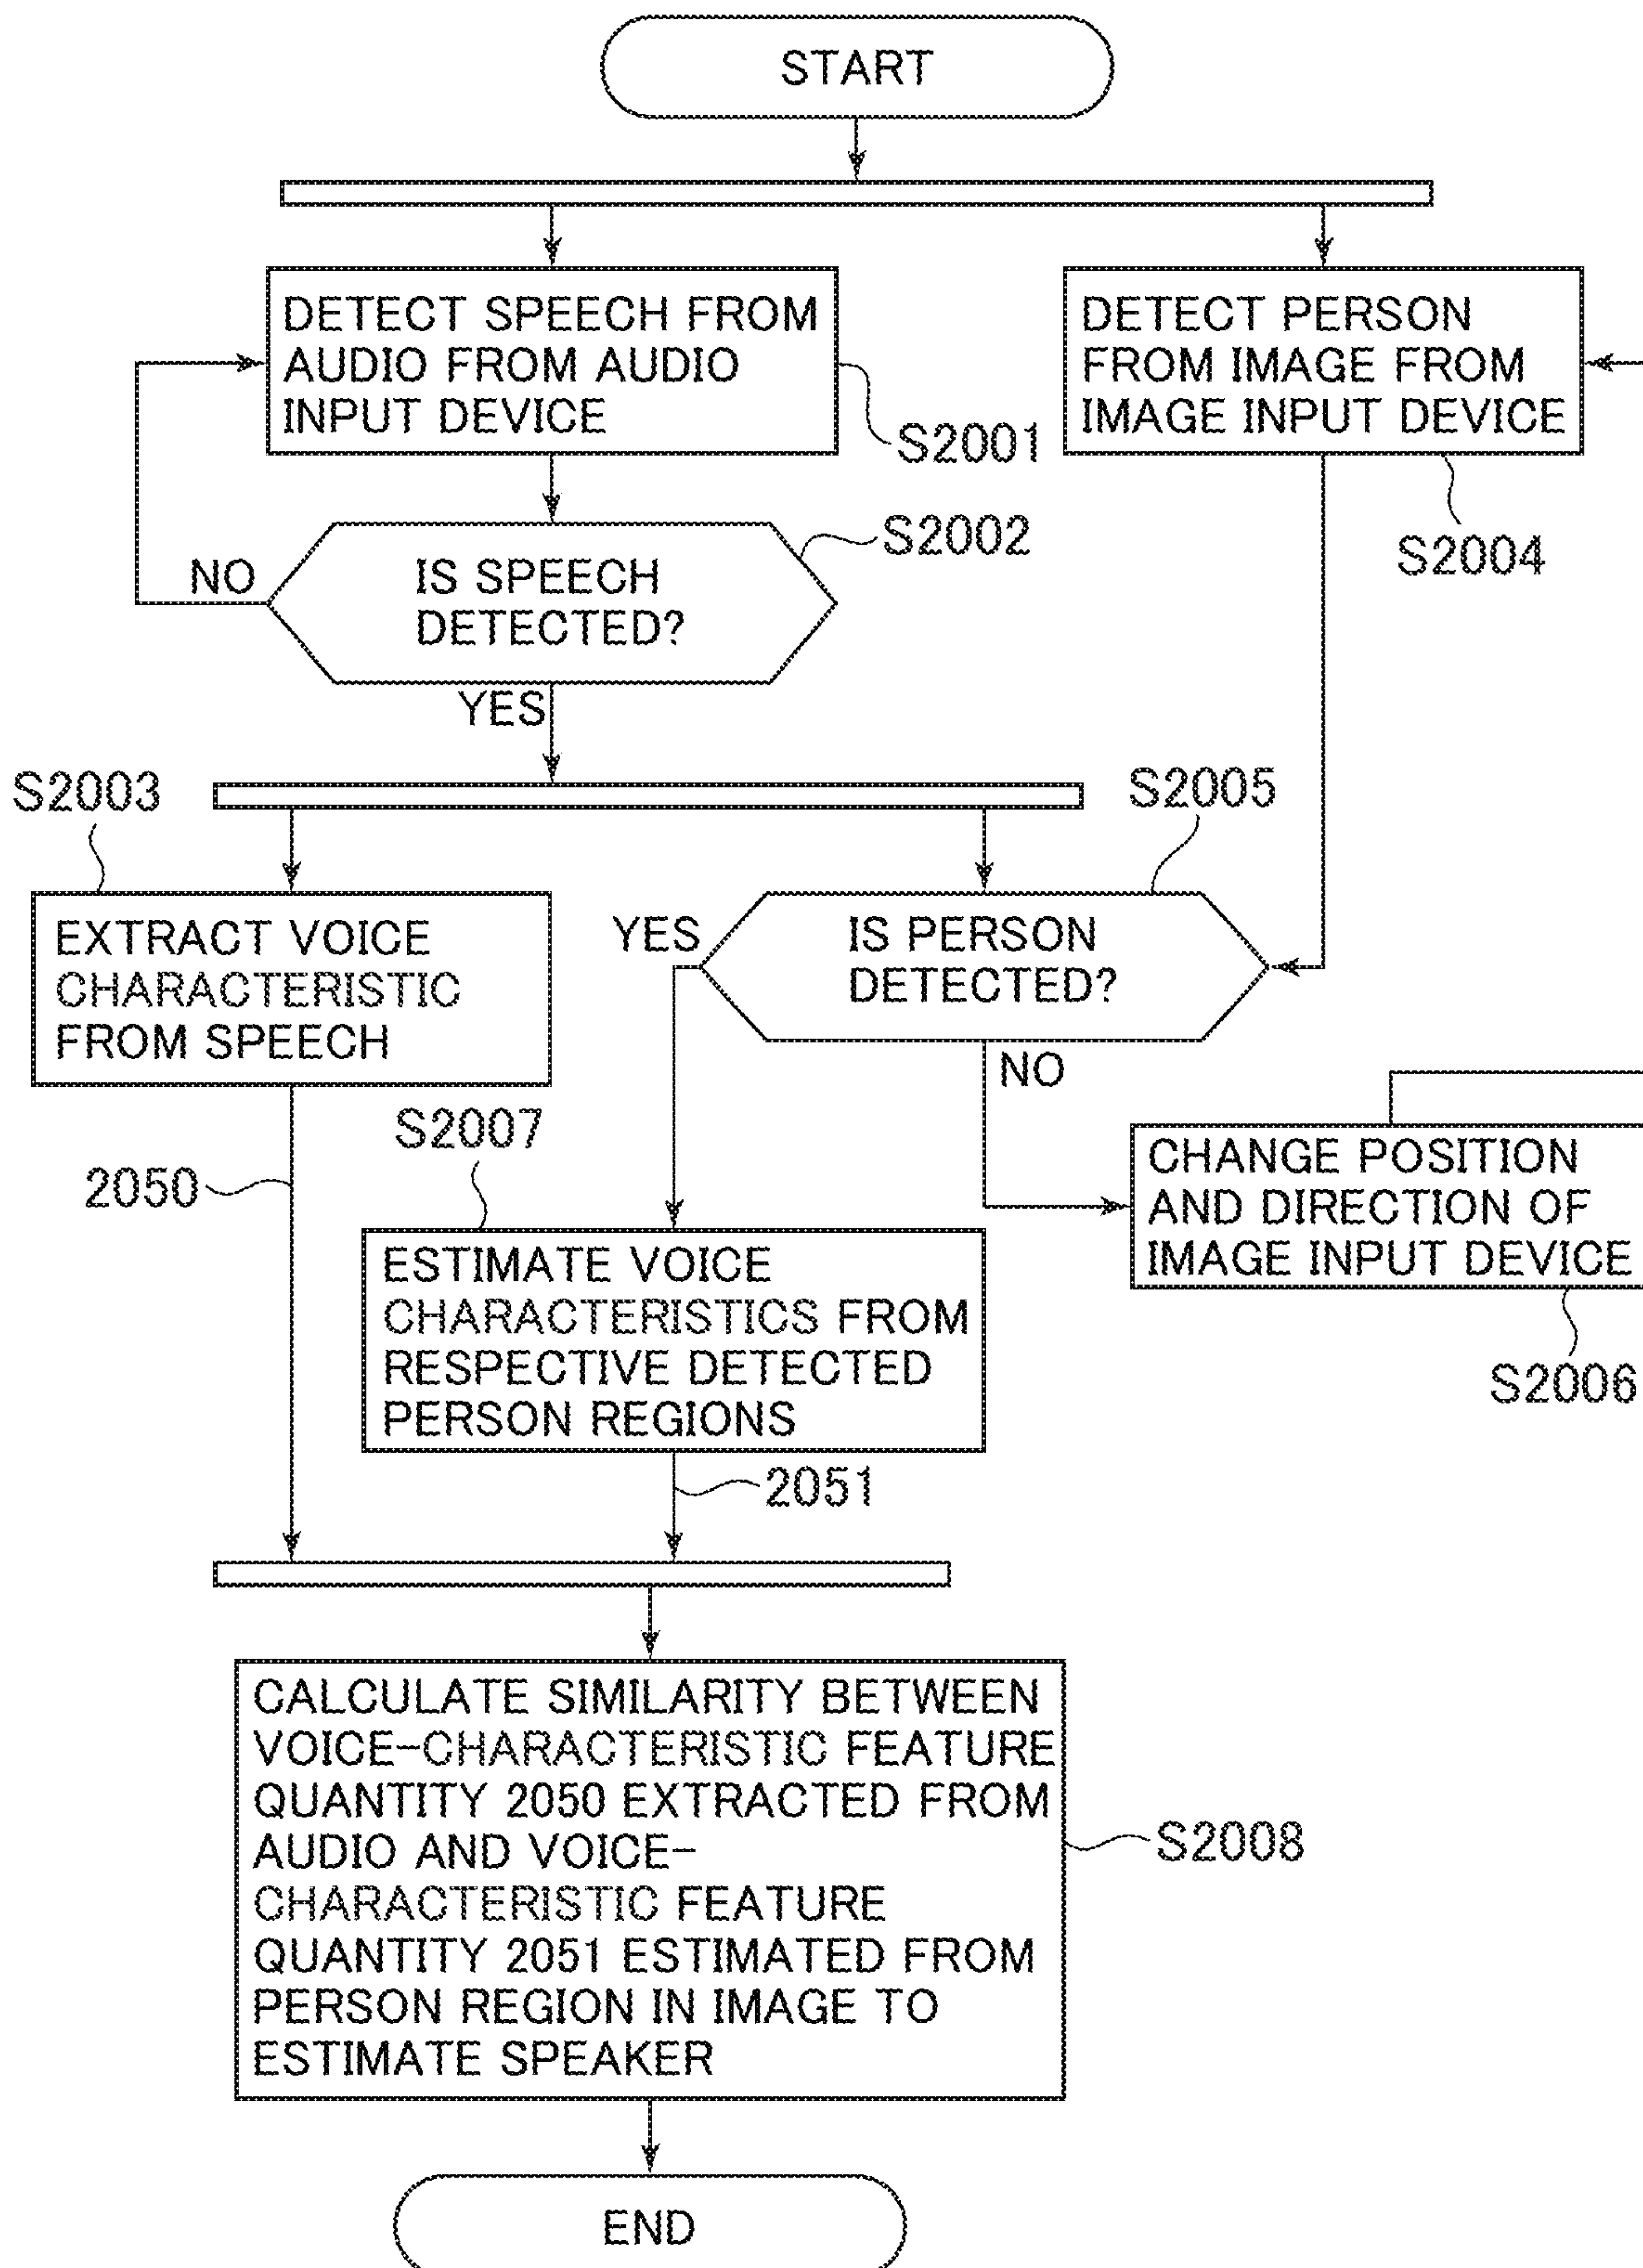 START
DETECT SPEECH FROM
AUDIO FROM AUDIO
INPUT DEVICE
S2001
DETECT PERSON
FROM IMAGE FROM
IMAGE INPUT DEVICE
S2004
S2002
NO
IS SPEECH
DETECTED?
YES
S2003
S2005
EXTRACT VOICE
CHARACTERISTIC
FROM SPEECH
YES
IS PERSON
DETECTED?
NO
S2007
2050
CHANGE POSITION
AND DIRECTION OF
IMAGE INPUT DEVICE
S2006
ESTIMATE VOICE
CHARACTERISTICS FROM
RESPECTIVE DETECTED
PERSON REGIONS
2051
CALCULATE SIMILARITY BETWEEN
VOICE-CHARACTERISTIC FEATURE
QUANTITY 2050 EXTRACTED FROM
AUDIO AND VOICE-
CHARACTERISTIC FEATURE
QUANTITY 2051 ESTIMATED FROM
PERSON REGION IN IMAGE TO
ESTIMATE SPEAKER
S2008
END